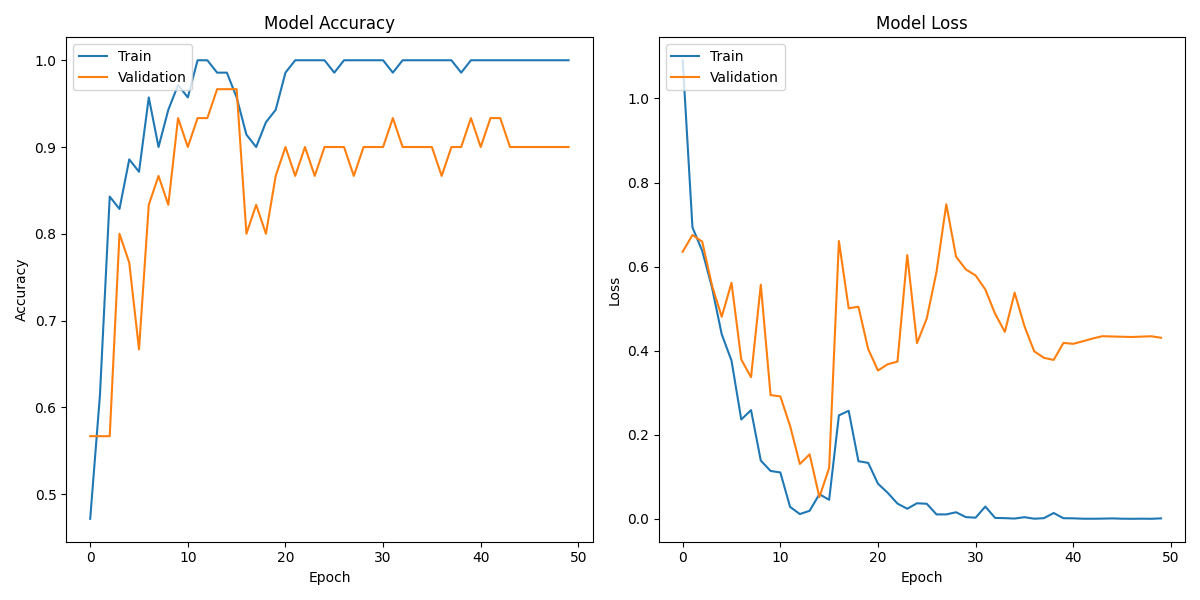 Model Accuracy
Train
Validation
1.0
0.9
0.8
0.7
0.6
0.5
Accuracy
0 10 20 30 40 50
Epoch
Model Loss
Train
Validation
1.0
0.8
0.6
0.4
0.2
0.0
Loss
0 10 20 30 40 50
Epoch